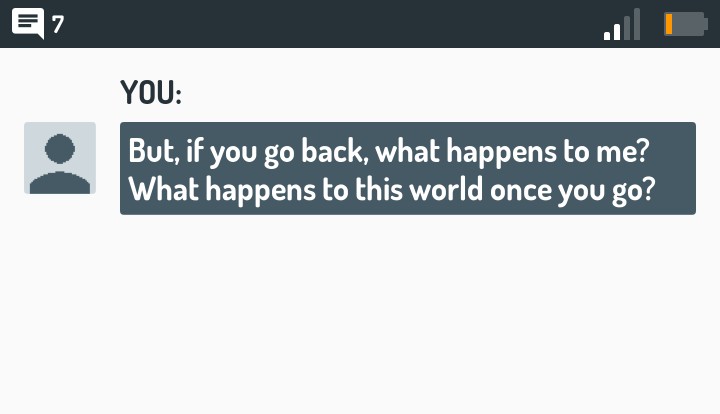 7
YOU:
But, if you go back, what happens to me?
What happens to this world once you go?